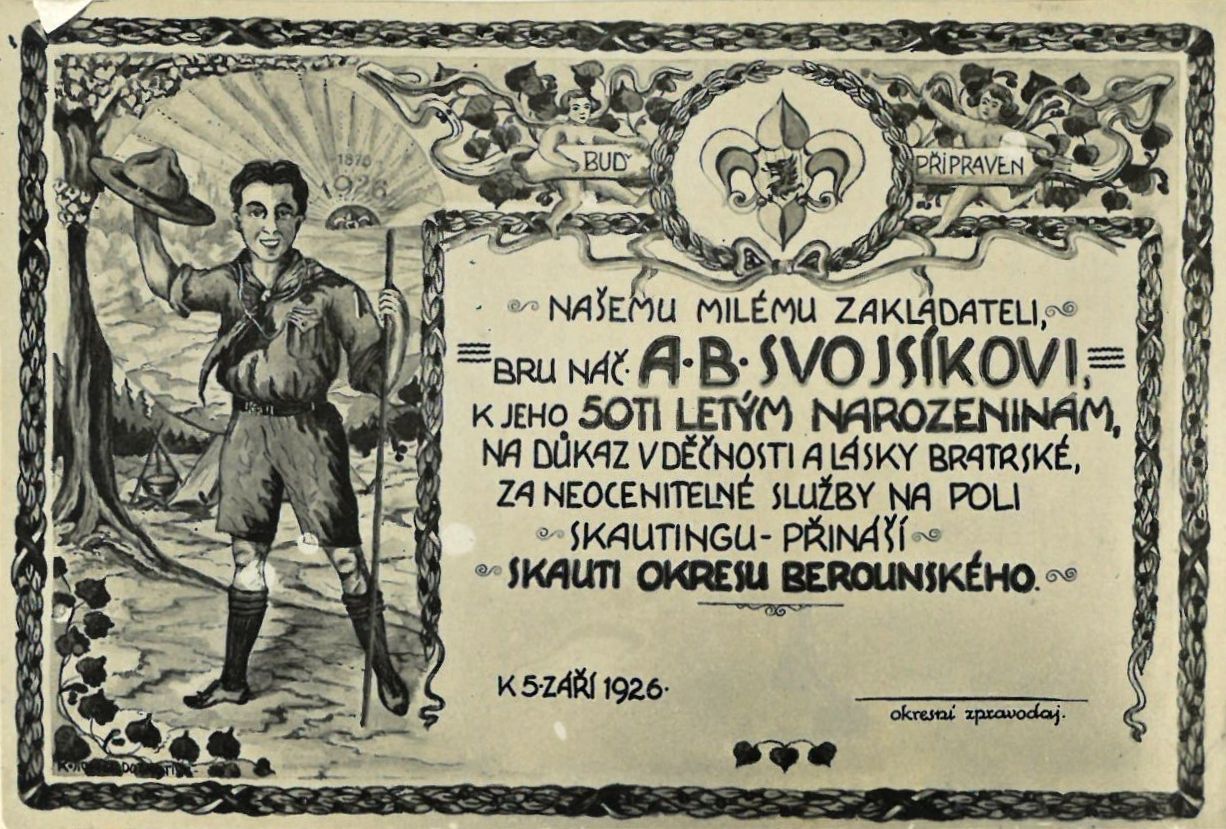 1876
1926
BUĎ
PŘIPRAVEN
NAŠEMU MILÉMU ZAKLADATELI,
BRU NÁČ. A.B. SVOJSÍKOVI,
K JEHO 50TI LETÝM NAROZENINÁM,
NA DŮKAZ VDĚČNOSTI A LÁSKY BRATRSKÉ,
ZA NEOCENITELNÉ SLUŽBY NA POLI
SKAUTINGU - PŘINÁŠÍ
SKAUTI OKRESU BEROUNSKÉHO.
K 5. ZÁŘÍ 1926.
okresní zpravodaj.